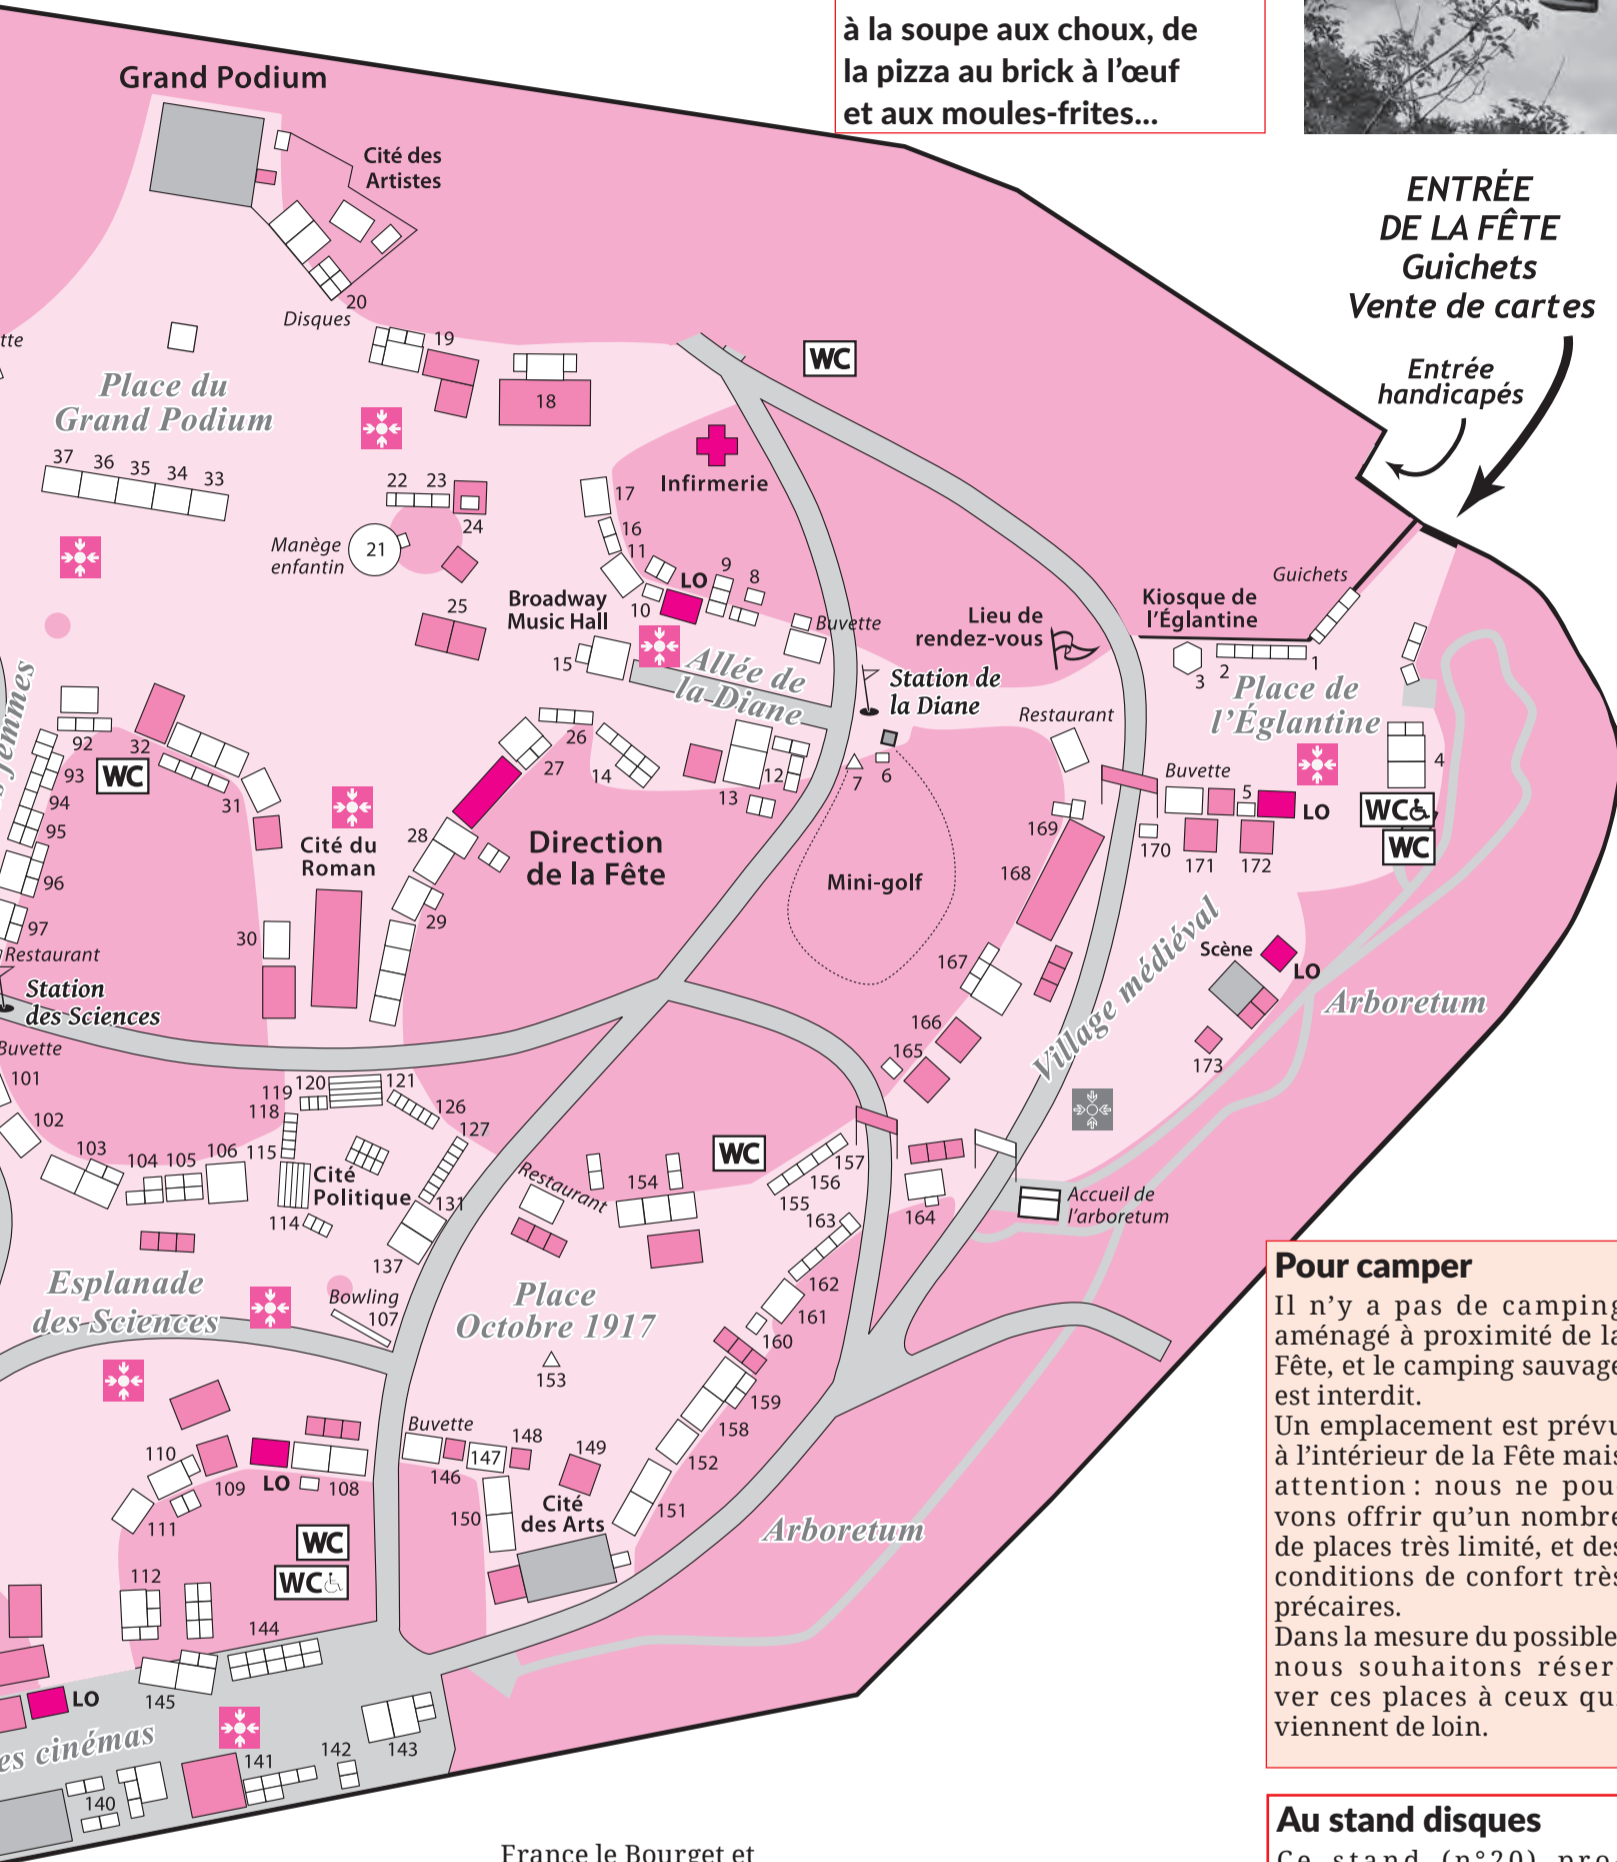 à la soupe aux choux, de
la pizza au brick à l’œuf
et aux moules-frites...
Grand Podium
Cité des
Artistes
ENTRÉE
DE LA FÊTE
Guichets
Vente de cartes
Entrée
handicapés
20
Disques
19
18
WC
Place du
Grand Podium
37 36 35 34 33
22 23
24
17
Infirmerie
16
11
Manège
enfantin
21
LO
9
8
10
25
Broadway
Music Hall
15
Buvette
Allée de
la Diane
Lieu de
rendez-vous
Station de
la Diane
Kiosque de
l’Églantine
Guichets
3
2
1
Place de
l’Églantine
Restaurant
Buvette
5
LO
4
WC
WC
170
171
172
92
32
WC
93
94
95
96
97
31
26
27
14
13
12
7
6
28
29
30
Cité du
Roman
Direction
de la Fête
Mini-golf
169
168
167
166
165
Village médiéval
Scène
LO
173
Arboretum
Restaurant
Station
des Sciences
Buvette
101
102
103
104
105
106
115
118
119
120
121
126
127
131
114
137
Cité
Politique
Esplanade
des Sciences
Bowling
107
Restaurant
154
WC
157
156
155
163
162
161
160
159
158
152
151
164
Accueil de
l’arboretum
Place
Octobre 1917
153
Buvette
146
147
148
149
150
Cité
des Arts
Arboretum
110
109
LO
108
111
WC
WC
112
144
145
LO
es cinémas
140
141
142
143
Pour camper
Il n’y a pas de camping
aménagé à proximité de la
Fête, et le camping sauvage
est interdit.
Un emplacement est prévu
à l’intérieur de la Fête mais
attention : nous ne pou
vons offrir qu’un nombre
de places très limité, et des
conditions de confort très
précaires.
Dans la mesure du possible
nous souhaitons réser
ver ces places à ceux qui
viennent de loin.
Au stand disques
Ce stand (n°20) pro
France le Bourget et